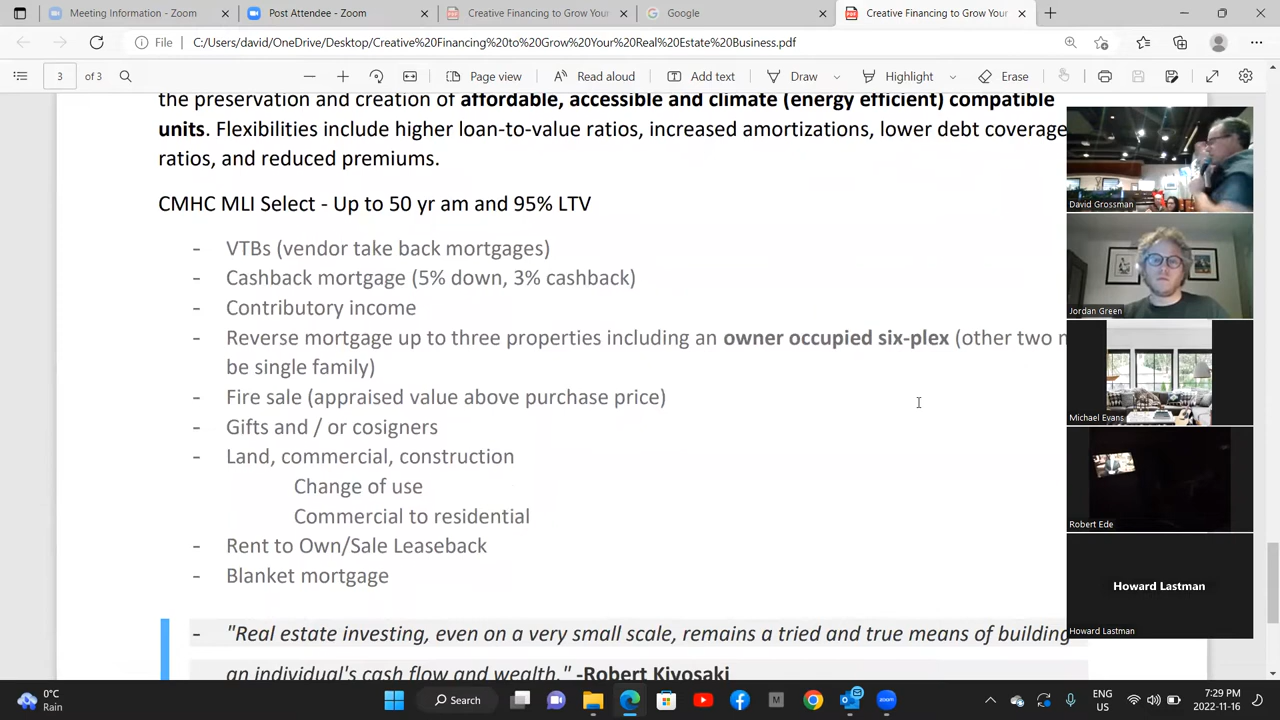 Meeting Information - Zoom
Post Attendee - Zoom
Creative Financing to Grow Your
Google
Creative Financing to Grow Your
File
C:/Users/david/OneDrive/Desktop/Creative%20Financing%20to%20Grow%20Your%20Real%20Estate%20Business.pdf
3 of 3
Page view
Read aloud
Add text
Draw
Highlight
Erase
the preservation and creation of affordable, accessible and climate (energy efficient) compatible
units. Flexibilities include higher loan-to-value ratios, increased amortizations, lower debt coverage
ratios, and reduced premiums.
CMHC MLI Select - Up to 50 yr am and 95% LTV
- VTBs (vendor take back mortgages)
- Cashback mortgage (5% down, 3% cashback)
- Contributory income
- Reverse mortgage up to three properties including an owner occupied six-plex (other two
be single family)
- Fire sale (appraised value above purchase price)
- Gifts and / or cosigners
- Land, commercial, construction
Change of use
Commercial to residential
- Rent to Own/Sale Leaseback
- Blanket mortgage
- "Real estate investing, even on a very small scale, remains a tried and true means of building
an individual's cash flow and wealth." -Robert Kiyosaki
David Grossman
Jordan Green
Michael Evans
Robert Ede
Howard Lastman
Howard Lastman
0°C
Rain
Search
ENG
US
7:29 PM
2022-11-16